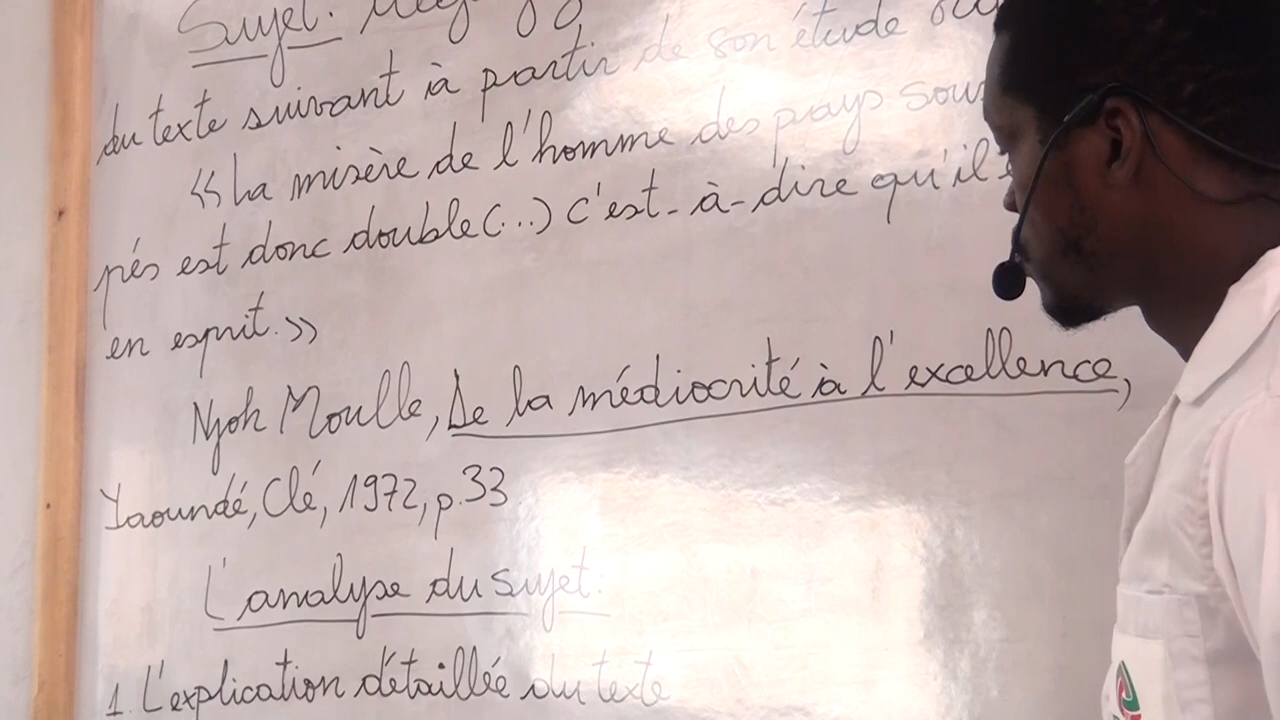 Sujet:
du texte suivant à partir de son étude
« La misère de l'homme des pays sous
pés est donc double (...) c'est-à-dire qu'il
en esprit. »
Njoh Moulle, De la médiocrité à l'excellence,
Yaoundé, Clé, 1972, p.33
L'analyse du sujet:
1. L'explication détaillée du texte